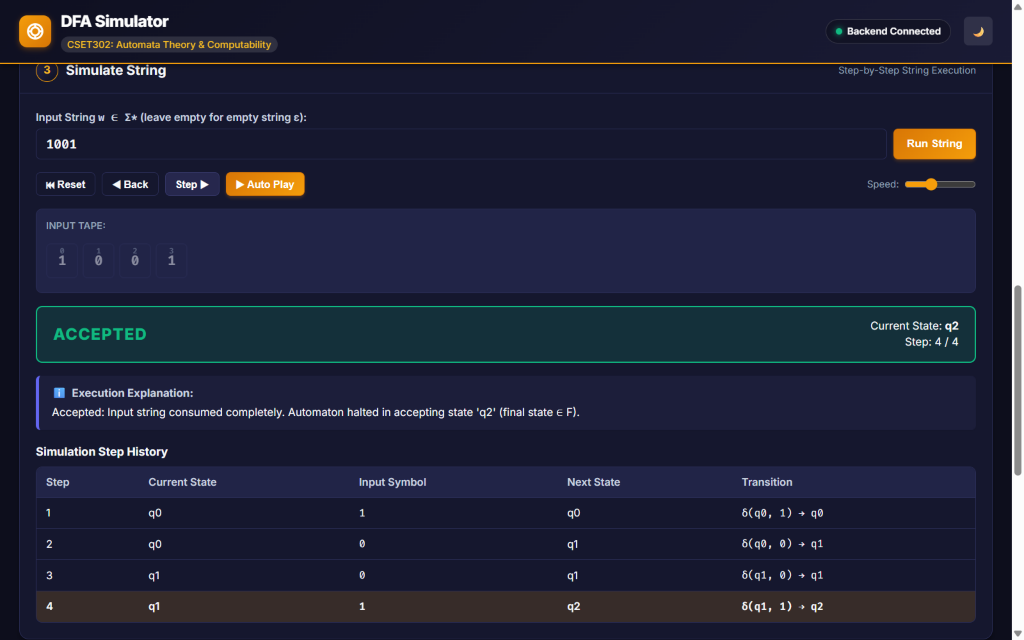 DFA Simulator
CSET302: Automata Theory & Computability
Backend Connected
3 Simulate String
Step-by-Step String Execution
Input String w ∈ Σ* (leave empty for empty string ε):
1001
Run String
⏮ Reset ◀ Back Step ▶ ▶ Auto Play
Speed:
INPUT TAPE:
0 1 2 3
1 0 0 1
ACCEPTED
Current State: q2
Step: 4 / 4
Execution Explanation:
Accepted: Input string consumed completely. Automaton halted in accepting state 'q2' (final state ∈ F).
Simulation Step History
Step Current State Input Symbol Next State Transition
1 q0 1 q0 δ(q0, 1) → q0
2 q0 0 q1 δ(q0, 0) → q1
3 q1 0 q1 δ(q1, 0) → q1
4 q1 1 q2 δ(q1, 1) → q2